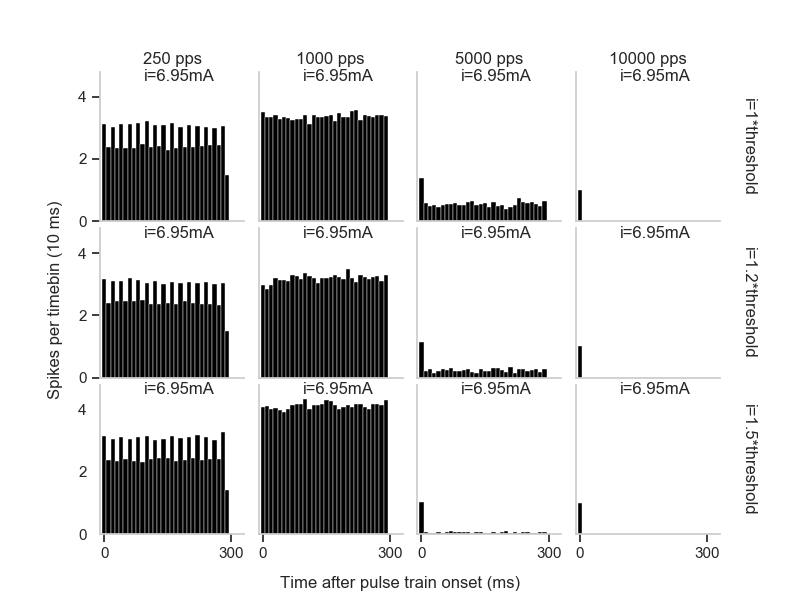 250 pps 1000 pps 5000 pps 10000 pps
i=6.95mA i=6.95mA i=6.95mA i=6.95mA
4
2
0
i=1*threshold
i=6.95mA i=6.95mA i=6.95mA i=6.95mA
4
2
0
i=1.2*threshold
i=6.95mA i=6.95mA i=6.95mA i=6.95mA
4
2
0
i=1.5*threshold
Spikes per timebin (10 ms)
0 300 0 300 0 300 0 300
Time after pulse train onset (ms)